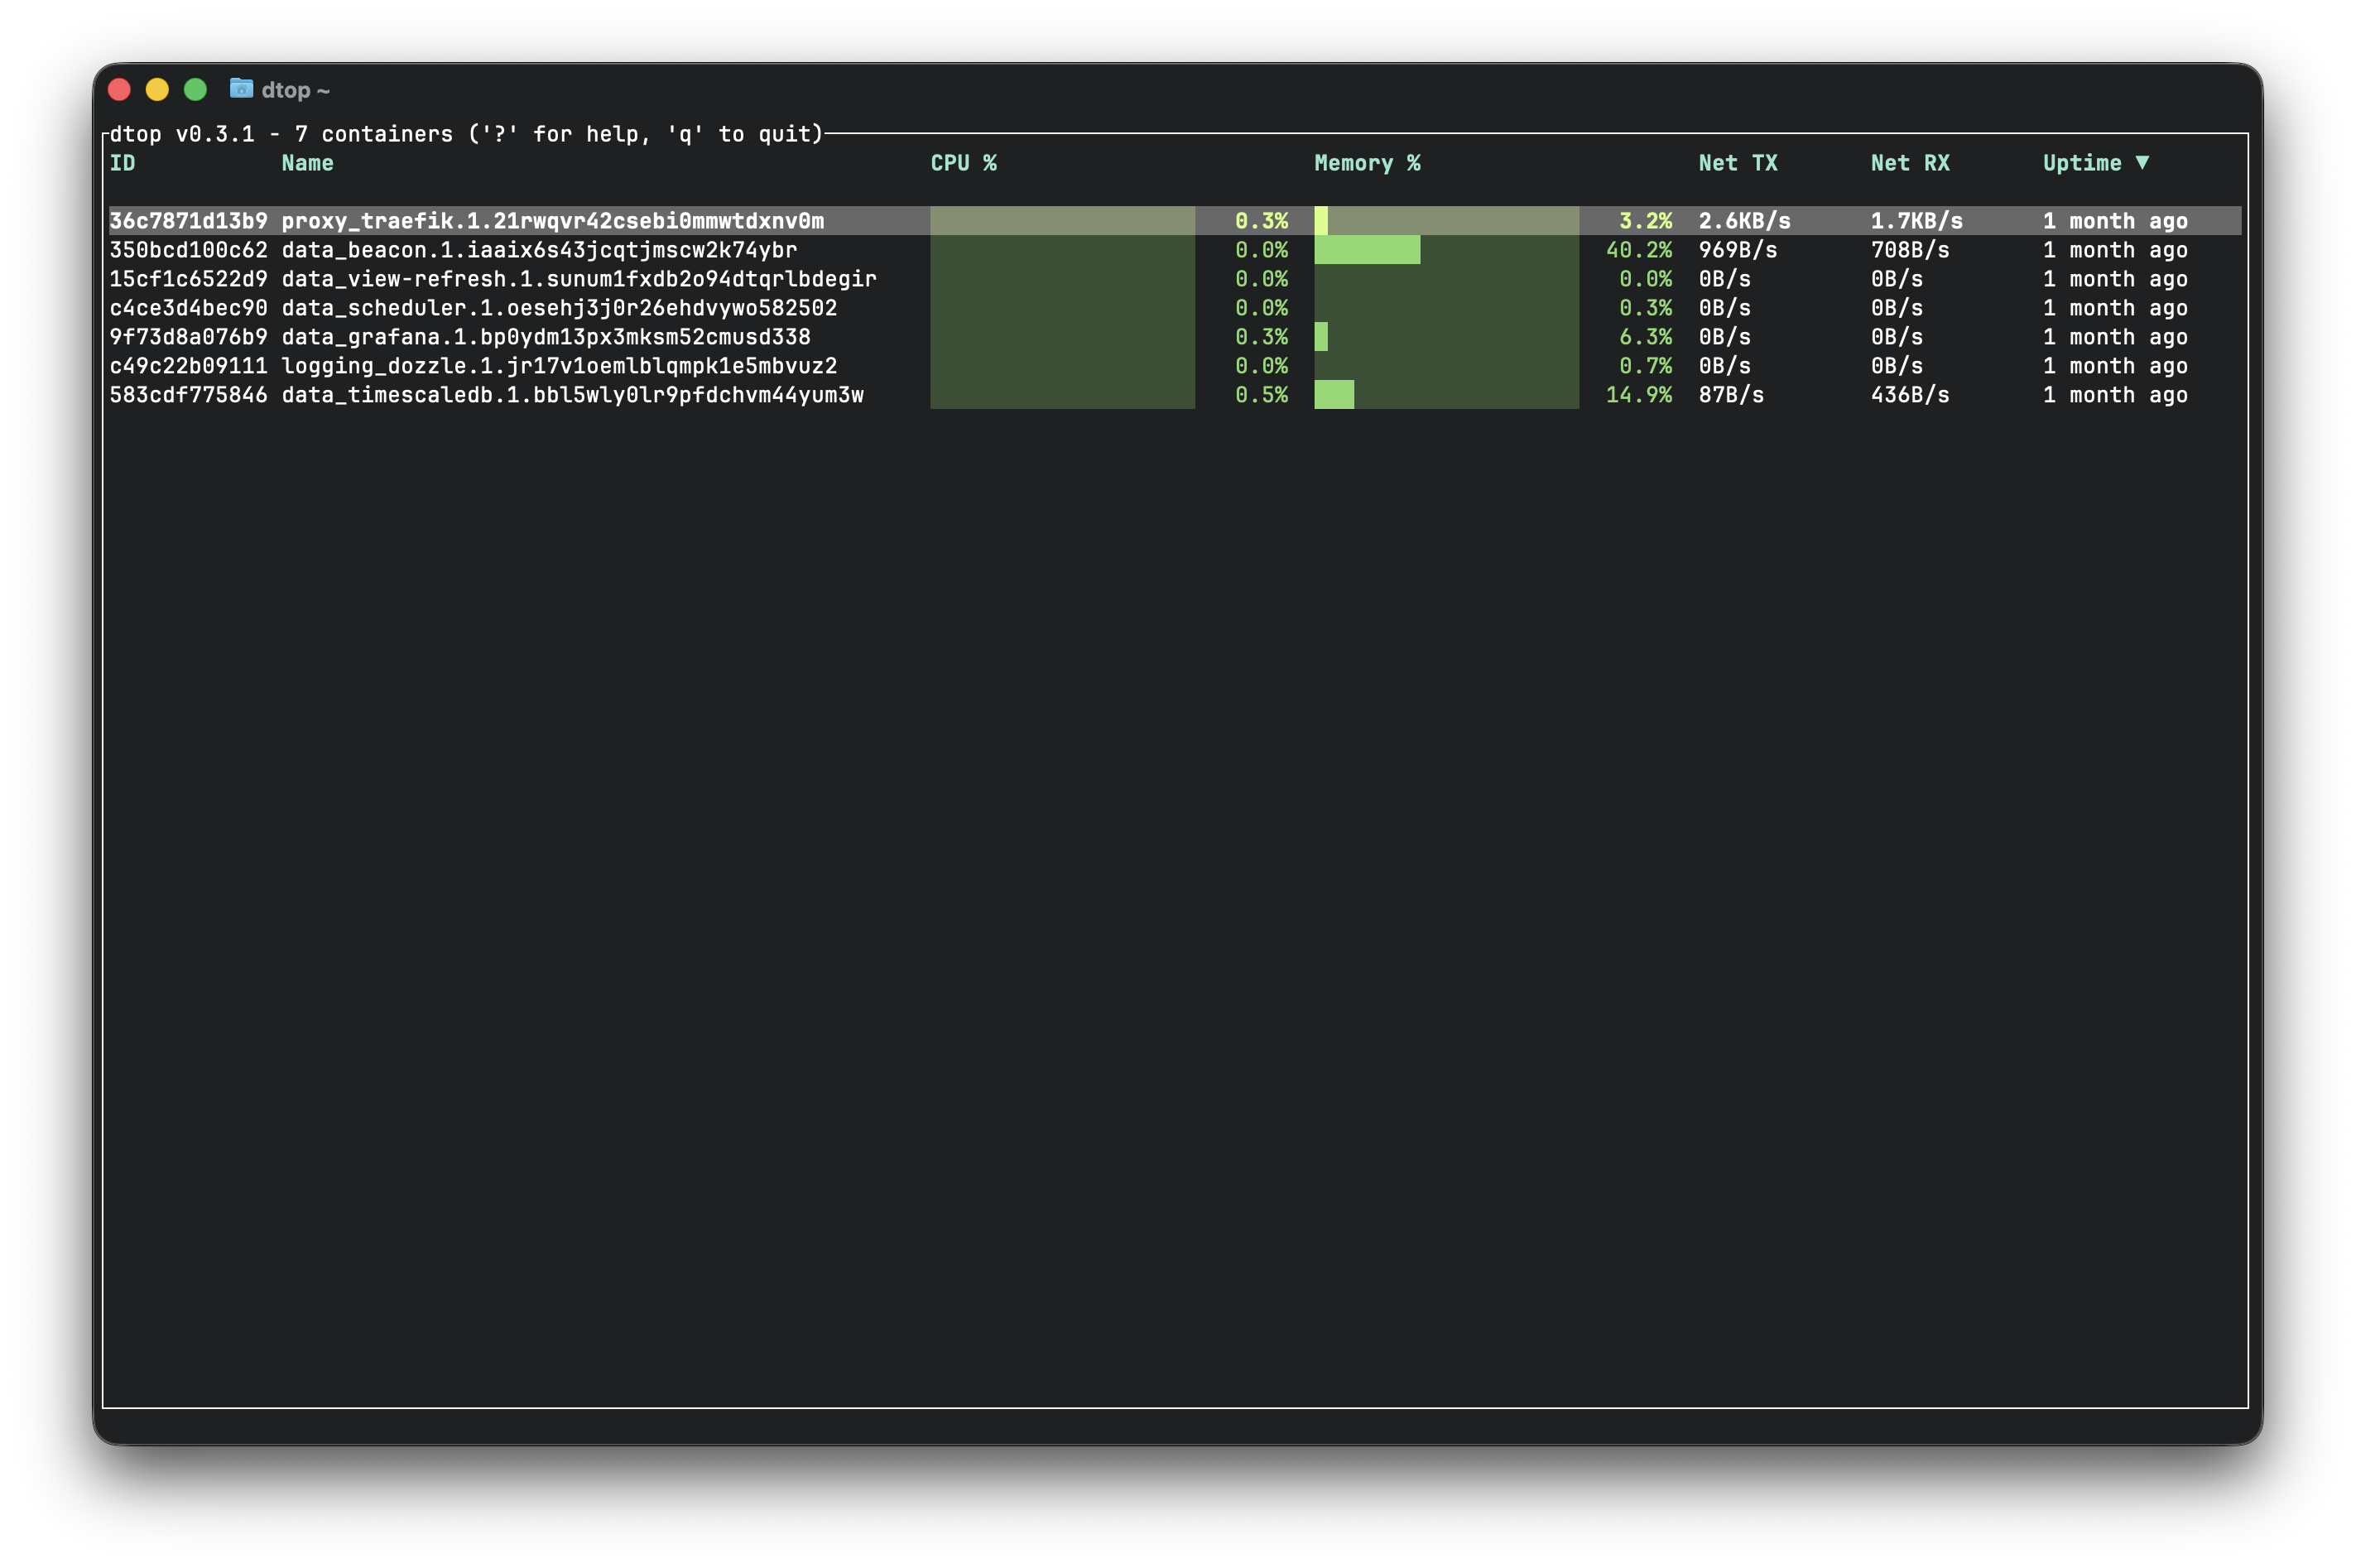 dtop ~
dtop v0.3.1 - 7 containers ('?' for help, 'q' to quit)
ID Name CPU % Memory % Net TX Net RX Uptime ▼
36c7871d13b9 proxy_traefik.1.21rwqvr42csebi0mmwtdxnv0m 0.3% 3.2% 2.6KB/s 1.7KB/s 1 month ago
350bcd100c62 data_beacon.1.iaaix6s43jcqtjmscw2k74ybr 0.0% 40.2% 969B/s 708B/s 1 month ago
15cf1c6522d9 data_view-refresh.1.sunum1fxdb2o94dtqrlbdegir 0.0% 0.0% 0B/s 0B/s 1 month ago
c4ce3d4bec90 data_scheduler.1.oesehj3j0r26ehdvywo582502 0.0% 0.3% 0B/s 0B/s 1 month ago
9f73d8a076b9 data_grafana.1.bp0ydm13px3mksm52cmusd338 0.3% 6.3% 0B/s 0B/s 1 month ago
c49c22b09111 logging_dozzle.1.jr17v1oemlblqmpk1e5mbvuz2 0.0% 0.7% 0B/s 0B/s 1 month ago
583cdf775846 data_timescaledb.1.bbl5wly0lr9pfdchvm44yum3w 0.5% 14.9% 87B/s 436B/s 1 month ago